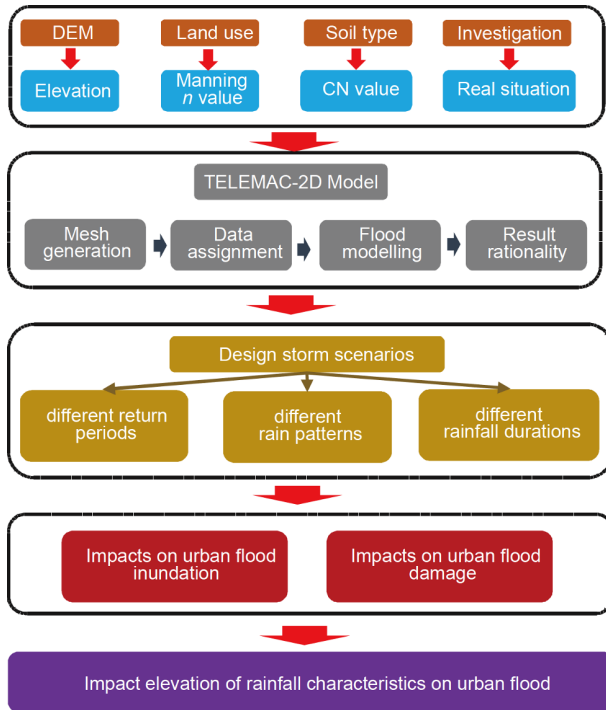 DEM
Land use
Soil type
Investigation
Elevation
Manning
n value
CN value
Real situation
TELEMAC-2D Model
Mesh
generation
Data
assignment
Flood
modelling
Result
rationality
Design storm scenarios
different return
periods
different
rain patterns
different
rainfall durations
Impacts on urban flood
inundation
Impacts on urban flood
damage
Impact elevation of rainfall characteristics on urban flood